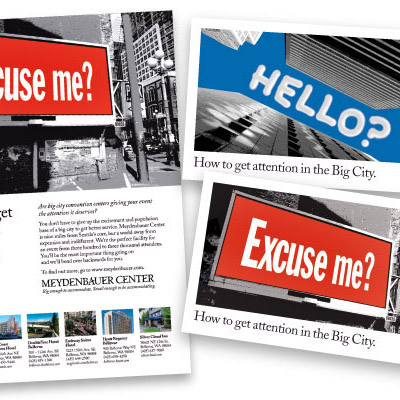 cuse me?
get
Are big city convention centers giving your event
the attention it deserves?
You don't have to give up the excitement and population
base of a big city to get better service. Meydenbauer Center
is nine miles from Seattle's core, but a world away from
expensive and indifferent. We're the perfect facility for
an event from three hundred to three thousand attendees.
You'll be the most important thing going on
and we'll bend over backwards for you.
To find out more, go to www.meydenbauer.com.
MEYDENBAUER CENTER
Big enough to accommodate. Small enough to be accommodating.
HELLO?
How to get attention in the Big City.
Excuse me?
How to get attention in the Big City.